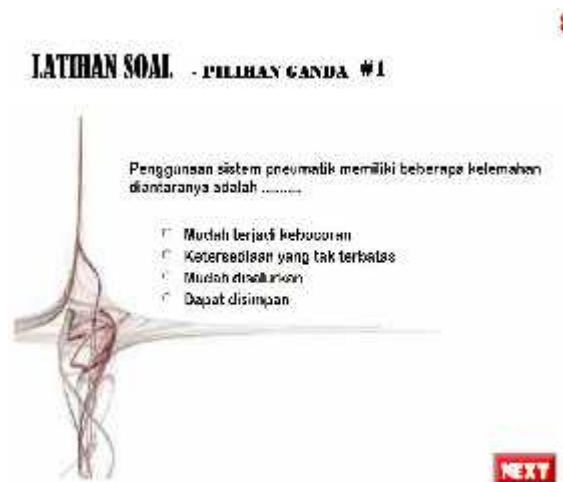 LATIHAN SOAL - PILIHAN GANDA #1
Penggunaan sistem pneumatik memiliki beberapa kelemahan
diantaranya adalah .........
Mudah terjadi kebocoran
Ketersediaan yang tak terbatas
Mudah disalurkan
Dapat disimpan
NEXT